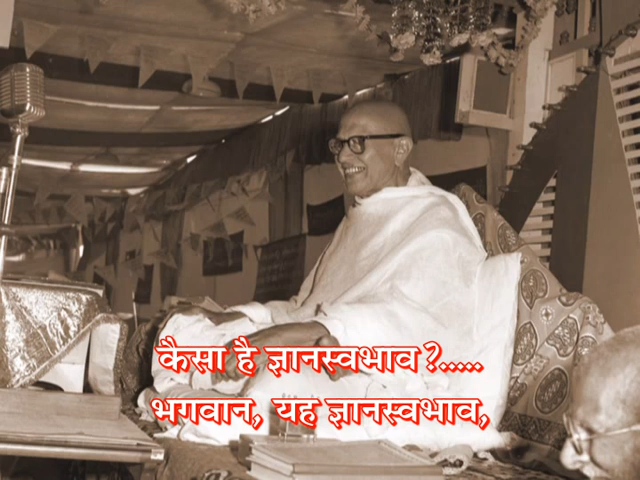 कैसा है ज्ञानस्वभाव?.....
भगवान, यह ज्ञानस्वभाव,